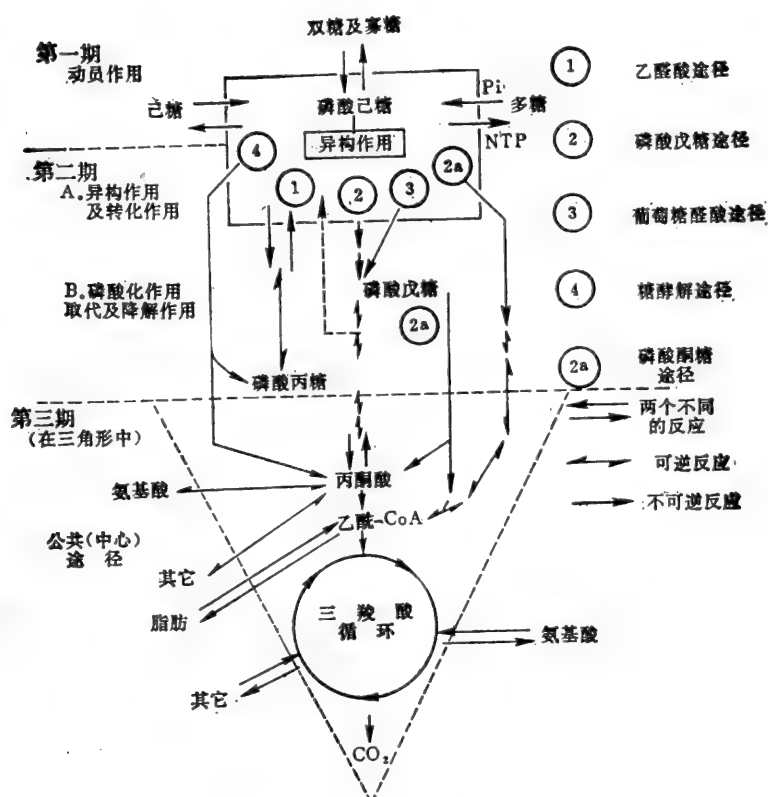 双糖及寡糖
第一期
动员作用
己糖
磷酸己糖
Pi
多糖
NTP
异构作用
4
1
2
3
2a
第二期
A.异构作用
及转化作用
B.磷酸化作用
取代及降解作用
磷酸戊糖
2a
磷酸丙糖
第三期
(在三角形中)
丙酮酸
氨基酸
乙酰-CoA
公共(中心)
途 径
其它
脂肪
三 羧 酸
循 环
氨基酸
其它
CO₂
1
乙醛酸途径
2
磷酸戊糖途径
3
葡萄糖醛酸途径
4
糖酵解途径
2a
磷酸酮糖
途径
两个不同
的反应
可逆反应
不可逆反应